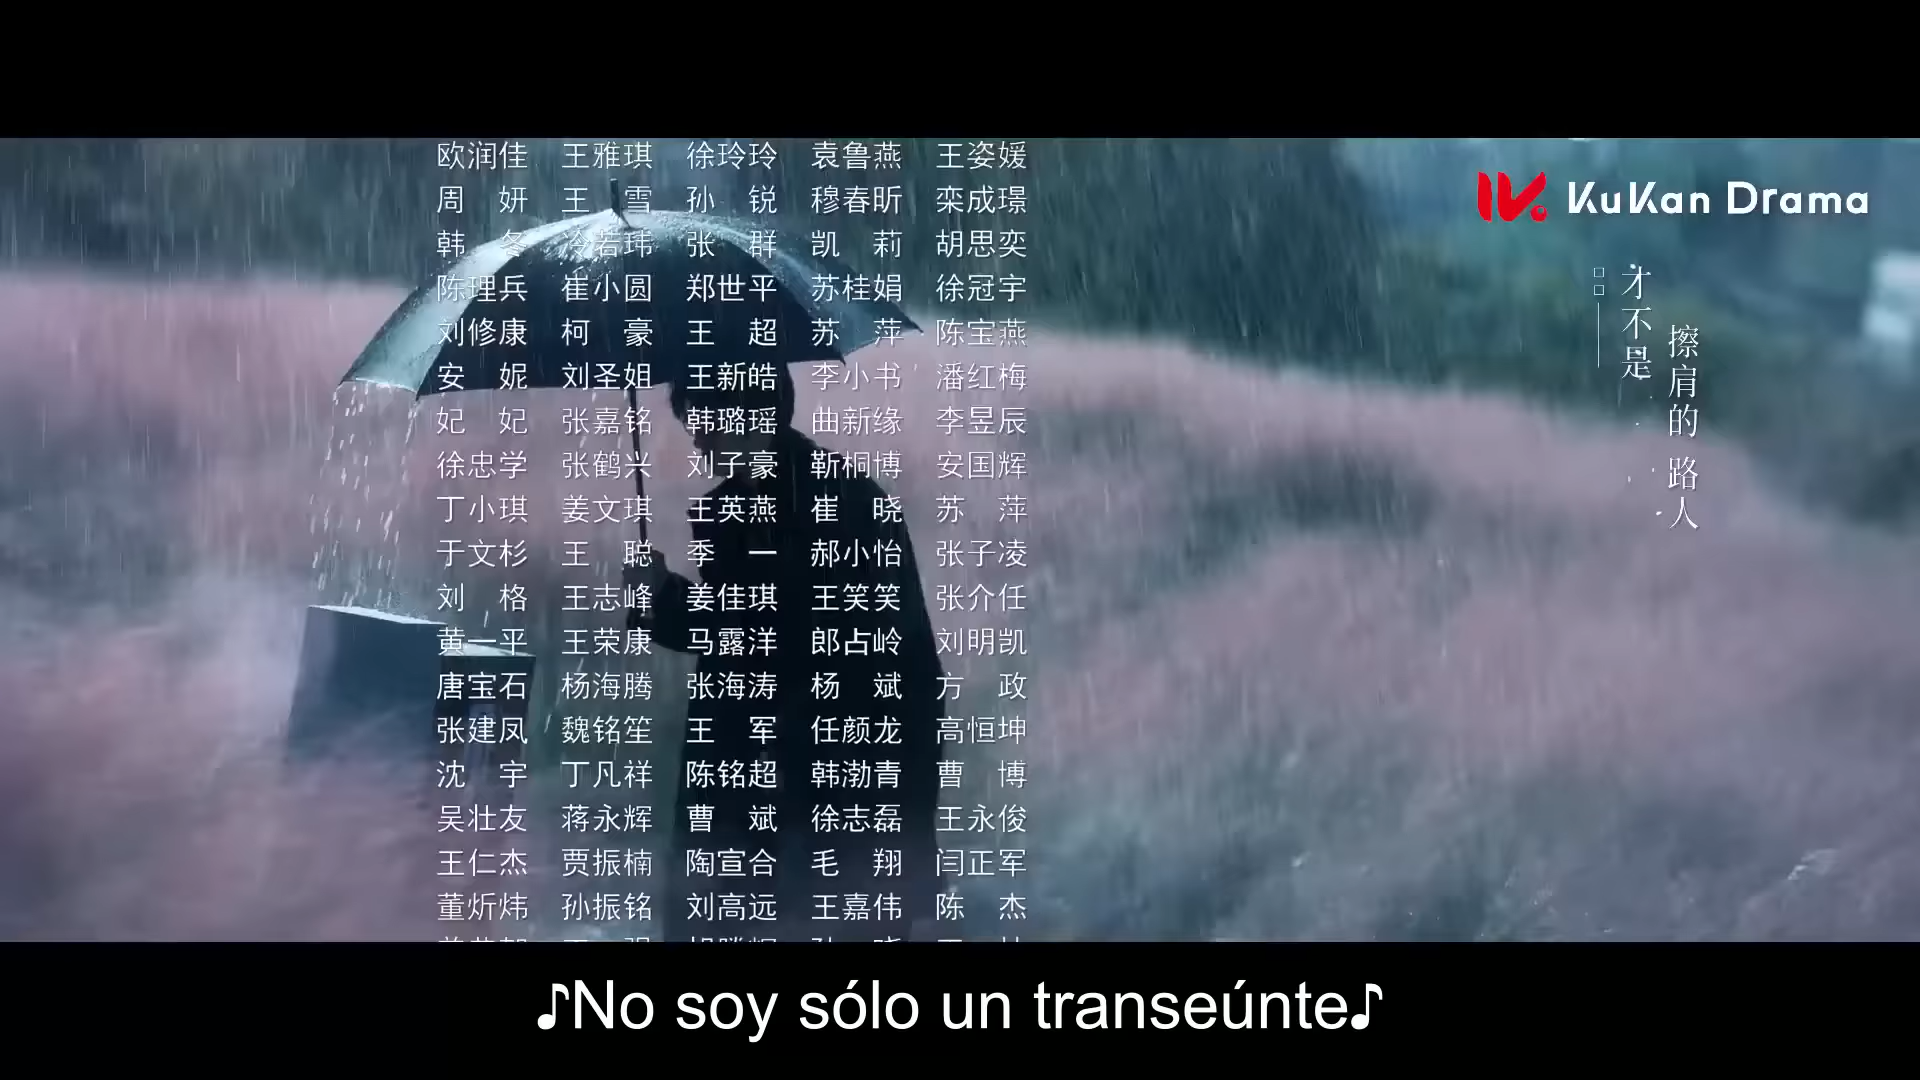 欧润佳 王雅琪 徐玲玲 袁鲁燕 王姿媛
周 妍 王 雪 孙 锐 穆春昕 栾成璟
韩 冬 冷若玮 张 群 凯 莉 胡思奕
陈理兵 崔小圆 郑世平 苏桂娟 徐冠宇
刘修康 柯 豪 王 超 苏 萍 陈宝燕
安 妮 刘圣姐 王新皓 李小书 潘红梅
妃 妃 张嘉铭 韩璐瑶 曲新缘 李昱辰
徐忠学 张鹤兴 刘子豪 靳桐博 安国辉
丁小琪 姜文琪 王英燕 崔 晓 苏 萍
于文杉 王 聪 季 一 郝小怡 张子凌
刘 格 王志峰 姜佳琪 王笑笑 张介任
黄一平 王荣康 马露洋 郎占岭 刘明凯
唐宝石 杨海腾 张海涛 杨 斌 方 政
张建凤 魏铭笙 王 军 任颜龙 高恒坤
沈 宇 丁凡祥 陈铭超 韩渤青 曹 博
吴壮友 蒋永辉 曹 斌 徐志磊 王永俊
王仁杰 贾振楠 陶宣合 毛 翔 闫正军
董炘炜 孙振铭 刘高远 王嘉伟 陈 杰
KuKan Drama
才不是
擦肩的路人
♪No soy sólo un transeúnte♪